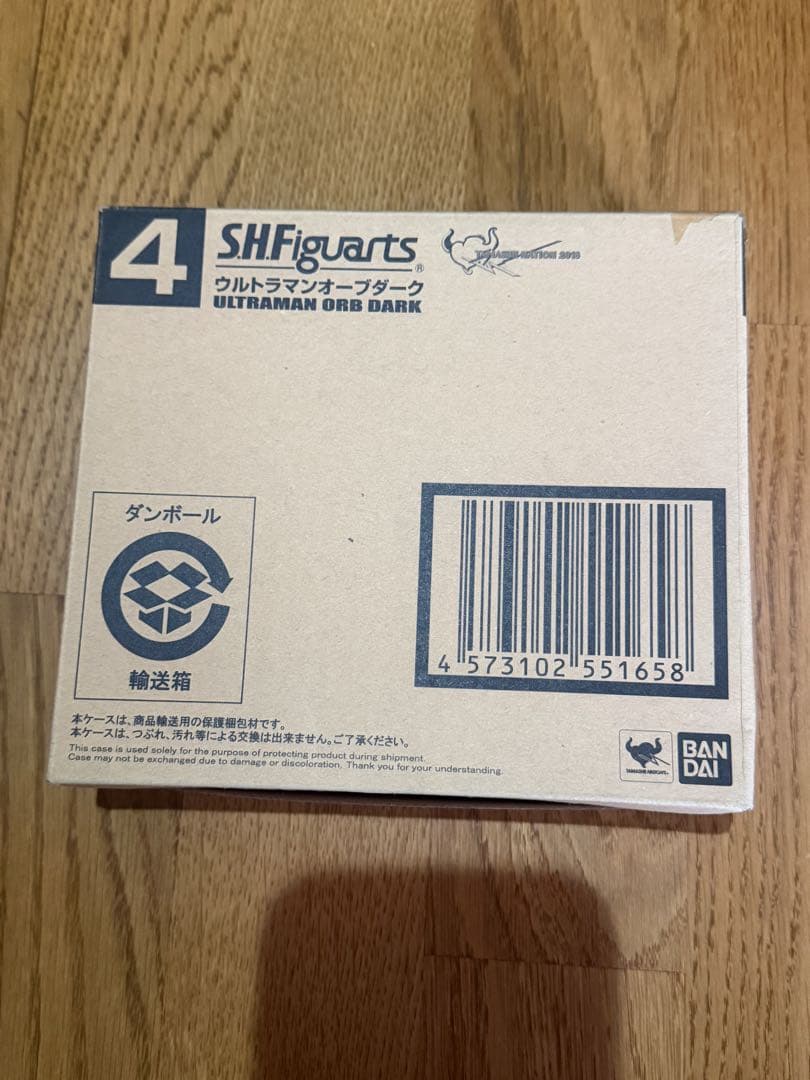 4
S.H.Figuarts
®
TAMASHII NATION 2018
ウルトラマンオーブダーク
ULTRAMAN ORB DARK
ダンボール
輸送箱
4 573102 551658
本ケースは、商品輸送用の保護梱包材です。
本ケースは、つぶれ、汚れ等による交換は出来ません。ご了承ください。
This case is used solely for the purpose of protecting product during shipment.
Case may not be exchanged due to damage or discoloration. Thank you for your understanding.
TAMASHII NATIONS
BAN
DAI